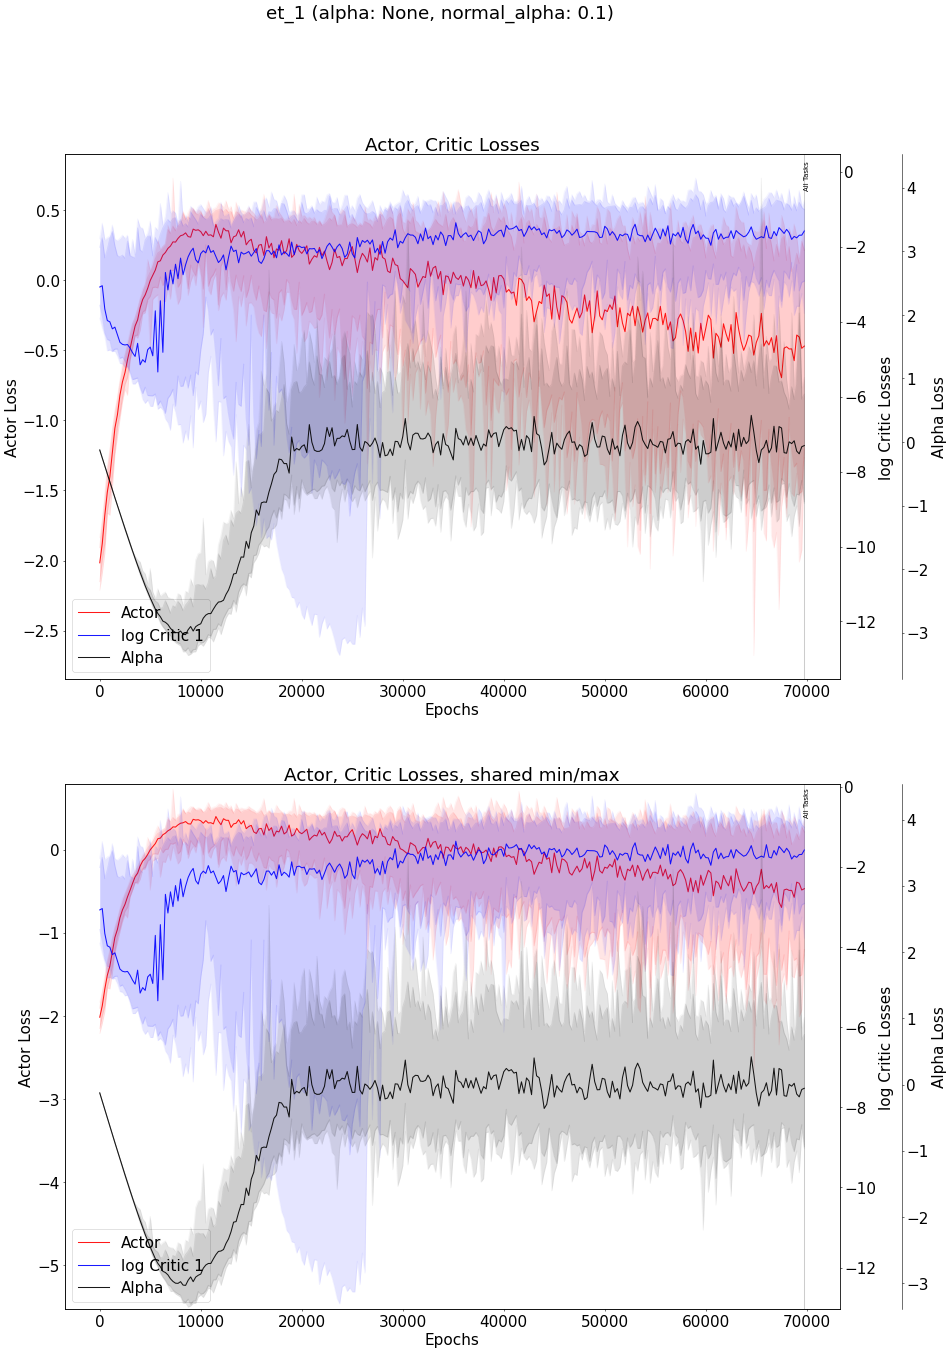 et_1 (alpha: None, normal_alpha: 0.1)
Actor, Critic Losses
All Tasks
0.5
0.0
−0.5
−1.0
−1.5
−2.0
−2.5
Actor Loss
0
−2
−4
−6
−8
−10
−12
log Critic Losses
4
3
2
1
0
−1
−2
−3
Alpha Loss
Actor
log Critic 1
Alpha
0 10000 20000 30000 40000 50000 60000 70000
Epochs
Actor, Critic Losses, shared min/max
All Tasks
0
−1
−2
−3
−4
−5
Actor Loss
0
−2
−4
−6
−8
−10
−12
log Critic Losses
4
3
2
1
0
−1
−2
−3
Alpha Loss
Actor
log Critic 1
Alpha
0 10000 20000 30000 40000 50000 60000 70000
Epochs